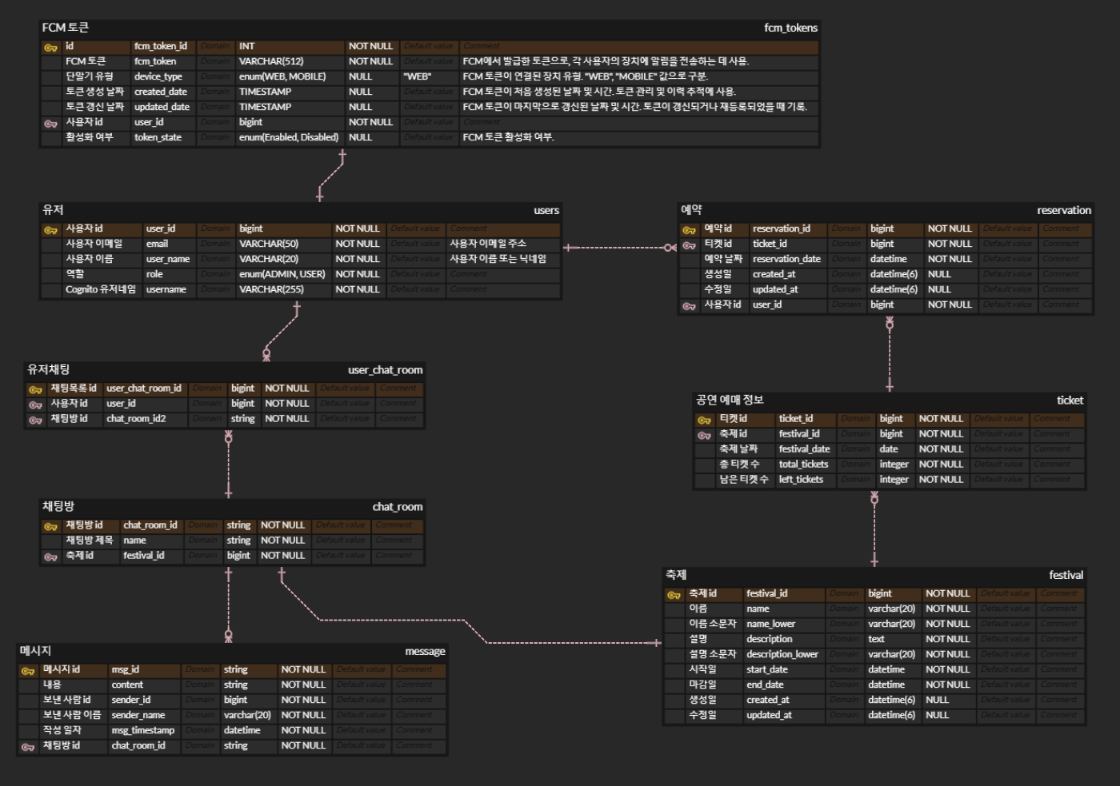 FCM 토큰 fcm_tokens
id fcm_token_id Domain INT NOT NULL Default value Comment
FCM 토큰 fcm_token Domain VARCHAR(512) NOT NULL Default value FCM에서 발급한 토큰으로, 각 사용자의 장치에 알림을 전송하는 데 사용.
단말기 유형 device_type Domain enum(WEB, MOBILE) NULL "WEB" FCM 토큰이 연결된 장치 유형. "WEB", "MOBILE" 값으로 구분.
토큰 생성 날짜 created_date Domain TIMESTAMP NULL Default value FCM 토큰이 처음 생성된 날짜 및 시간. 토큰 관리 및 이력 추적에 사용.
토큰 갱신 날짜 updated_date Domain TIMESTAMP NULL Default value FCM 토큰이 마지막으로 갱신된 날짜 및 시간. 토큰이 갱신되거나 재등록되었을 때 기록.
사용자 id user_id Domain bigint NOT NULL Default value Comment
활성화 여부 token_state Domain enum(Enabled, Disabled) NULL Default value FCM 토큰 활성화 여부.
유저 users
사용자 id user_id Domain bigint NOT NULL Default value Comment
사용자 이메일 email Domain VARCHAR(50) NOT NULL Default value 사용자 이메일 주소
사용자 이름 user_name Domain VARCHAR(20) NOT NULL Default value 사용자 이름 또는 닉네임
역할 role Domain enum(ADMIN, USER) NOT NULL Default value Comment
Cognito 유저네임 username Domain VARCHAR(255) NOT NULL Default value Comment
예약 reservation
예약 id reservation_id Domain bigint NOT NULL Default value Comment
티켓 id ticket_id Domain bigint NOT NULL Default value Comment
예약 날짜 reservation_date Domain datetime NOT NULL Default value Comment
생성일 created_at Domain datetime(6) NULL Default value Comment
수정일 updated_at Domain datetime(6) NULL Default value Comment
사용자 id user_id Domain bigint NOT NULL Default value Comment
유저채팅 user_chat_room
채팅목록 id user_chat_room_id Domain bigint NOT NULL Default value Comment
사용자 id user_id Domain bigint NOT NULL Default value Comment
채팅방 id chat_room_id2 Domain string NOT NULL Default value Comment
공연 예매 정보 ticket
티켓 id ticket_id Domain bigint NOT NULL Default value Comment
축제 id festival_id Domain bigint NOT NULL Default value Comment
축제 날짜 festival_date Domain date NOT NULL Default value Comment
총 티켓 수 total_tickets Domain integer NOT NULL Default value Comment
남은 티켓 수 left_tickets Domain integer NOT NULL Default value Comment
채팅방 chat_room
채팅방 id chat_room_id Domain string NOT NULL Default value Comment
채팅방 제목 name Domain string NOT NULL Default value Comment
축제 id festival_id Domain bigint NOT NULL Default value Comment
축제 festival
축제 id festival_id Domain bigint NOT NULL Default value Comment
이름 name Domain varchar(20) NOT NULL Default value Comment
이름 소문자 name_lower Domain varchar(20) NOT NULL Default value Comment
설명 description Domain text NOT NULL Default value Comment
설명 소문자 description_lower Domain varchar(20) NOT NULL Default value Comment
시작일 start_date Domain datetime NOT NULL Default value Comment
마감일 end_date Domain datetime NOT NULL Default value Comment
생성일 created_at Domain datetime(6) NULL Default value Comment
수정일 updated_at Domain datetime(6) NULL Default value Comment
메시지 message
메시지 id msg_id Domain string NOT NULL Default value Comment
내용 content Domain string NOT NULL Default value Comment
보낸 사람 id sender_id Domain bigint NOT NULL Default value Comment
보낸 사람 이름 sender_name Domain varchar(20) NOT NULL Default value Comment
작성 일자 msg_timestamp Domain datetime NOT NULL Default value Comment
채팅방 id chat_room_id Domain string NOT NULL Default value Comment